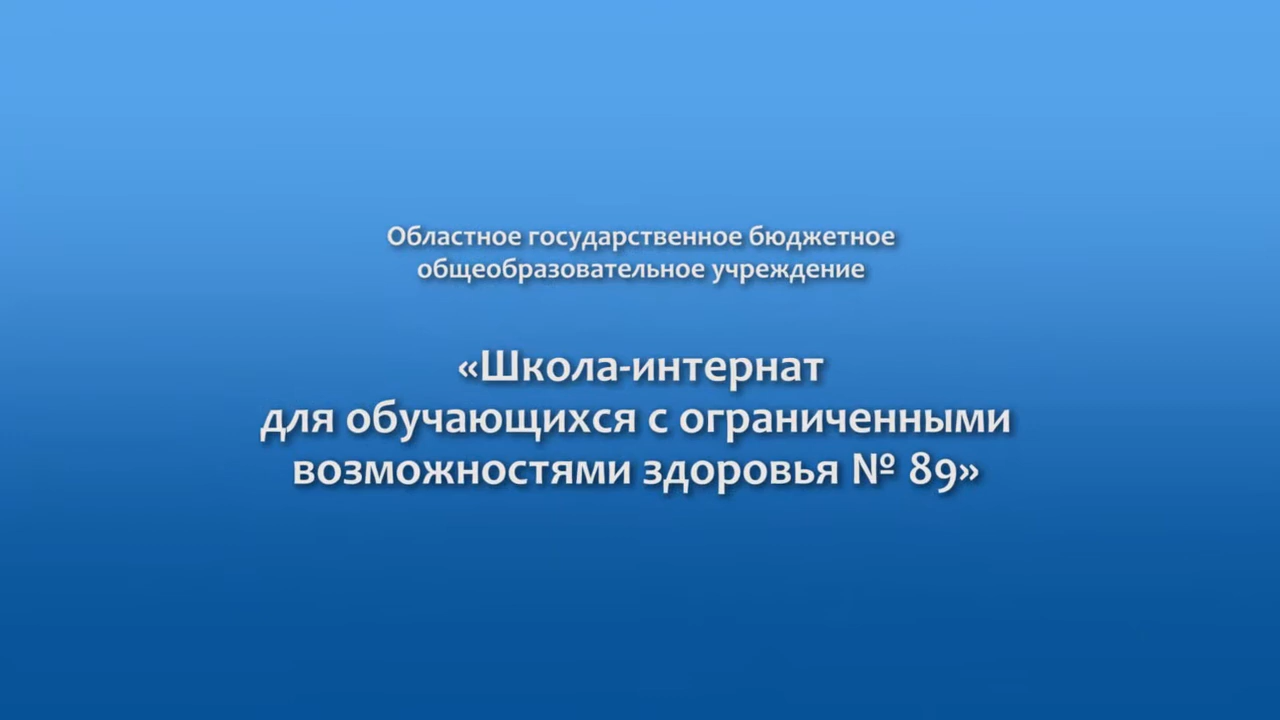 Областное государственное бюджетное
общеобразовательное учреждение
«Школа-интернат
для обучающихся с ограниченными
возможностями здоровья № 89»